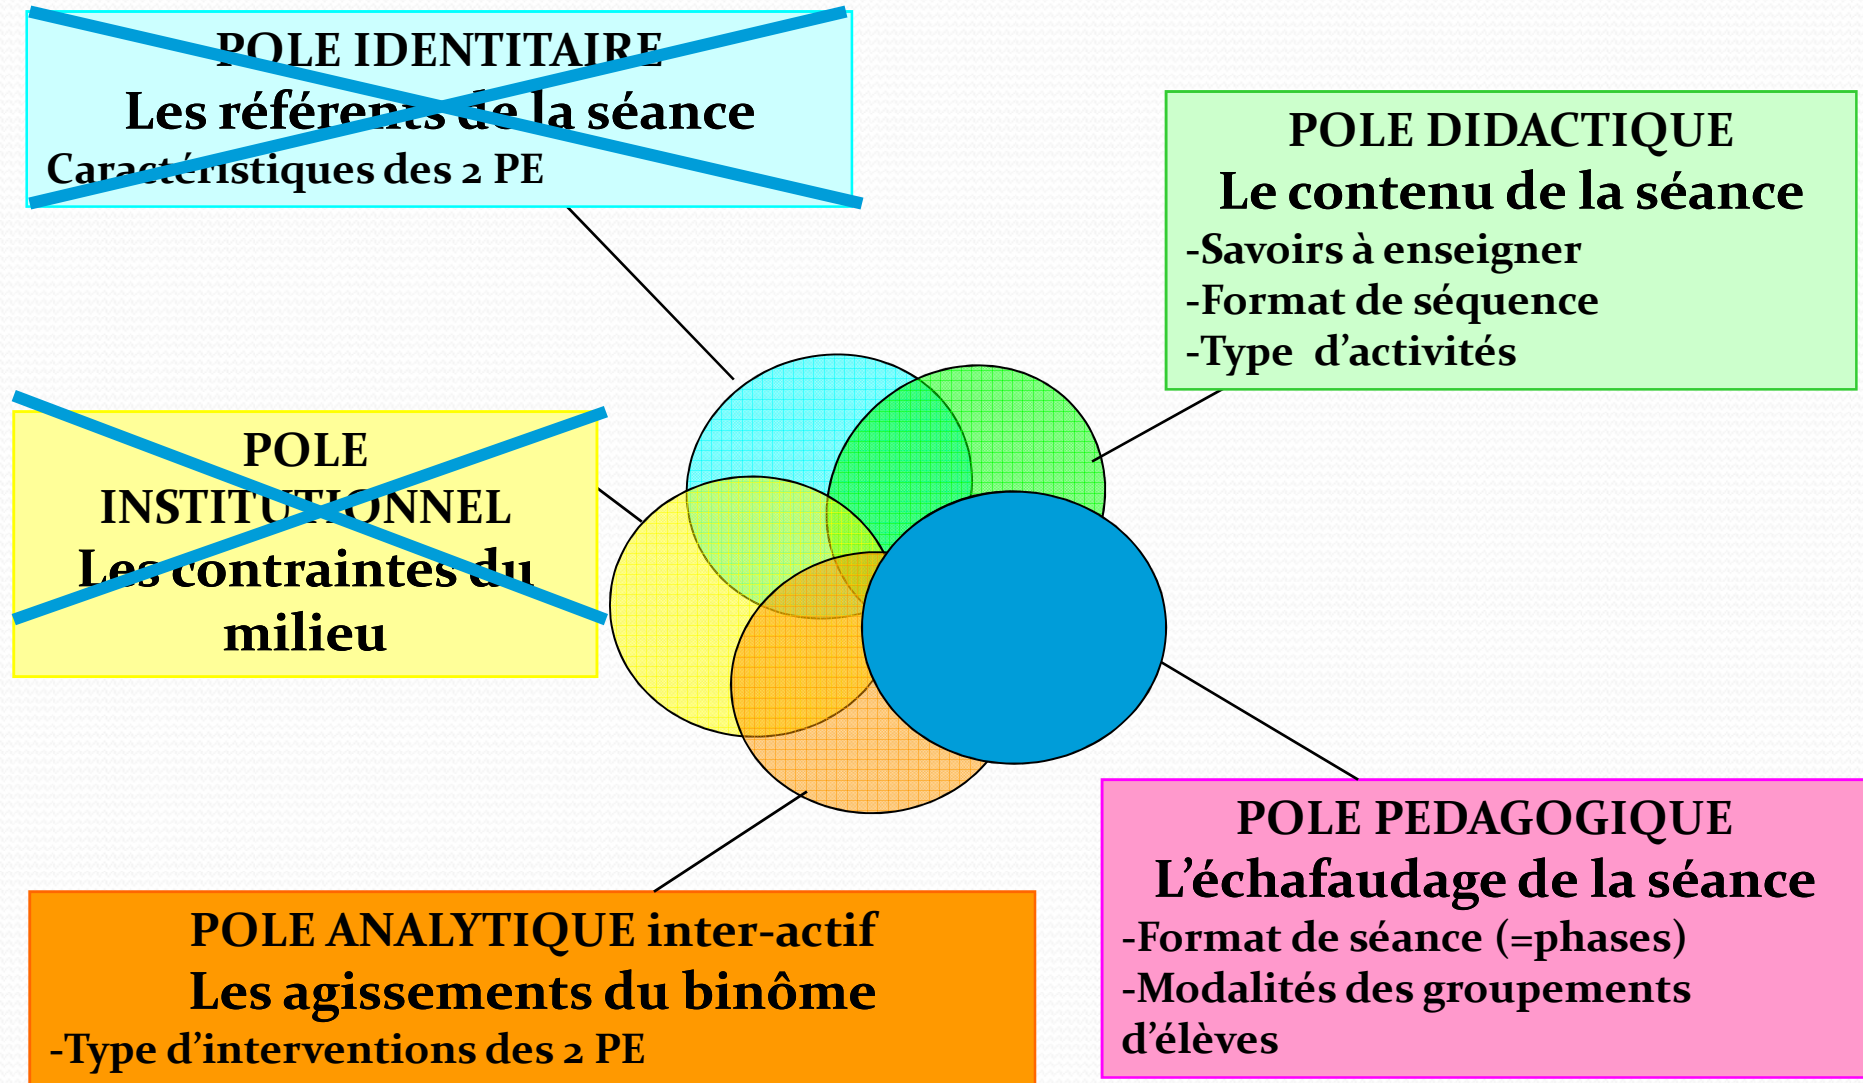 POLE IDENTITAIRE
Les référents de la séance
Caractéristiques des 2 PE
POLE DIDACTIQUE
Le contenu de la séance
-Savoirs à enseigner
-Format de séquence
-Type d’activités
POLE
INSTITUTIONNEL
Les contraintes du
milieu
POLE ANALYTIQUE inter-actif
Les agissements du binôme
-Type d’interventions des 2 PE
POLE PEDAGOGIQUE
L’échafaudage de la séance
-Format de séance (=phases)
-Modalités des groupements
d’élèves